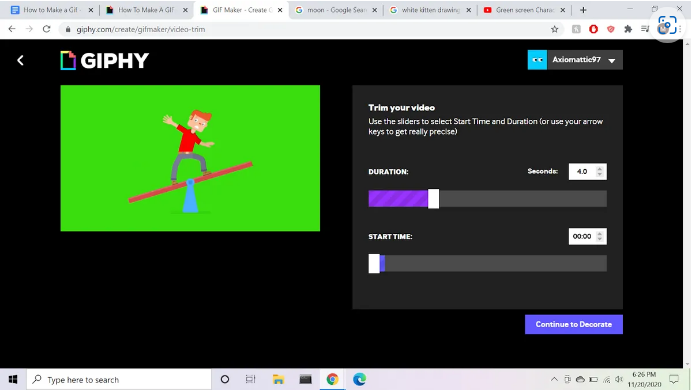 How to Make a Gif
How To Make A GIF
GIF Maker - Create G
moon - Google Sear
white kitten drawing
Green screen Charac
giphy.com/create/gifmaker/video-trim
GIPHY
Axiomattic97
Trim your video
Use the sliders to select Start Time and Duration (or use your arrow
keys to get really precise)
DURATION:
Seconds: 4.0
START TIME:
00:00
Continue to Decorate
Type here to search
6:26 PM
11/20/2020